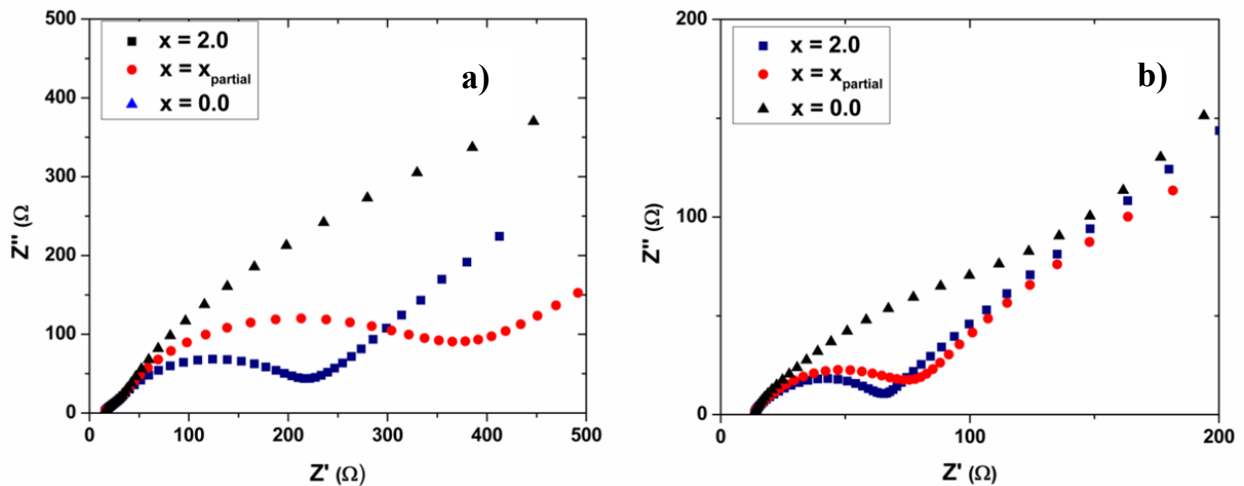 x = 2.0
x = xpartial
x = 0.0
a)
500
400
300
200
100
0
Z'' (Ω
0 100 200 300 400 500
Z' (Ω)
x = 2.0
x = xpartial
x = 0.0
b)
200
100
0
Z'' (Ω)
0 100 200
Z' (Ω)